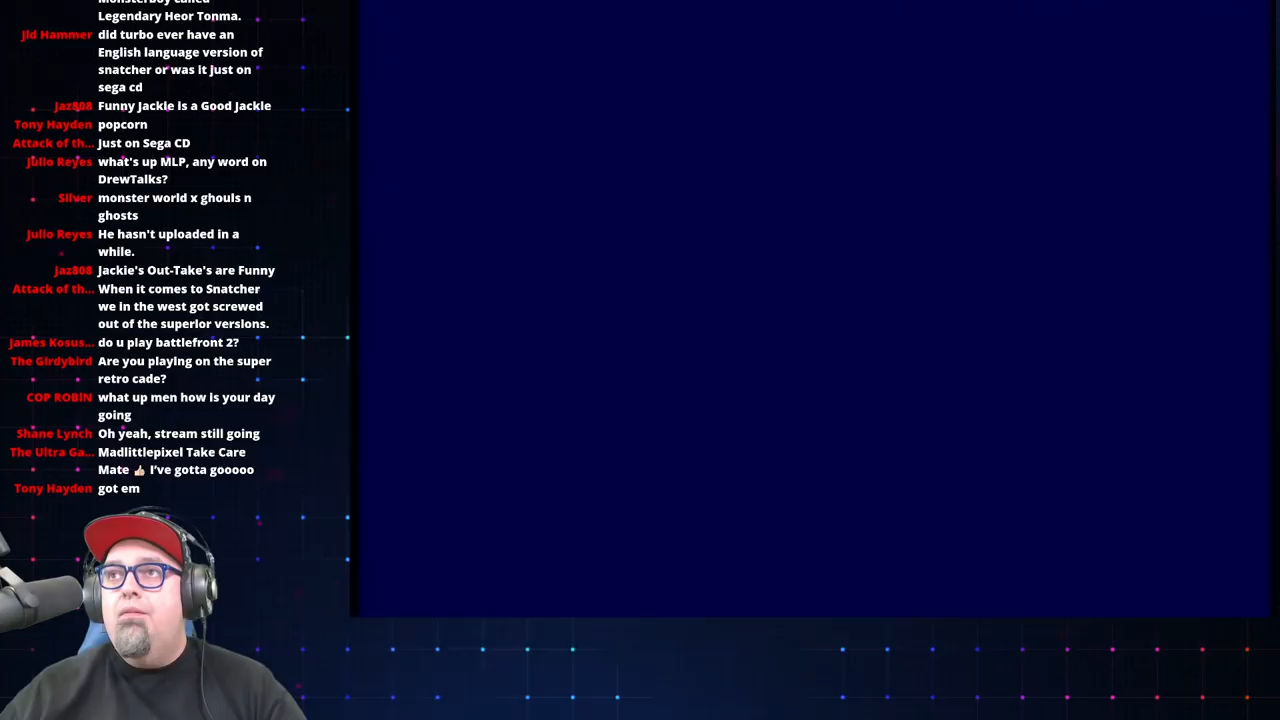 Monsterboy called
Legendary Heor Tonma.
Jld Hammer did turbo ever have an
English language version of
snatcher or was it just on
sega cd
Jaz808 Funny Jackie Is a Good Jackie
Tony Hayden popcorn
Attack of th... Just on Sega CD
Julio Reyes what's up MLP, any word on
DrewTalks?
Silver monster world x ghouls n
ghosts
Julio Reyes He hasn't uploaded in a
while.
Jaz808 Jackie's Out-Take's are Funny
Attack of th... When it comes to Snatcher
we in the west got screwed
out of the superior versions.
James Kosus... do u play battlefront 2?
The Girdybird Are you playing on the super
retro cade?
COP ROBIN what up men how is your day
going
Shane Lynch Oh yeah, stream still going
The Ultra Ga... Madlittlepixel Take Care
Mate 👍🏼 I've gotta gooooo
Tony Hayden got em